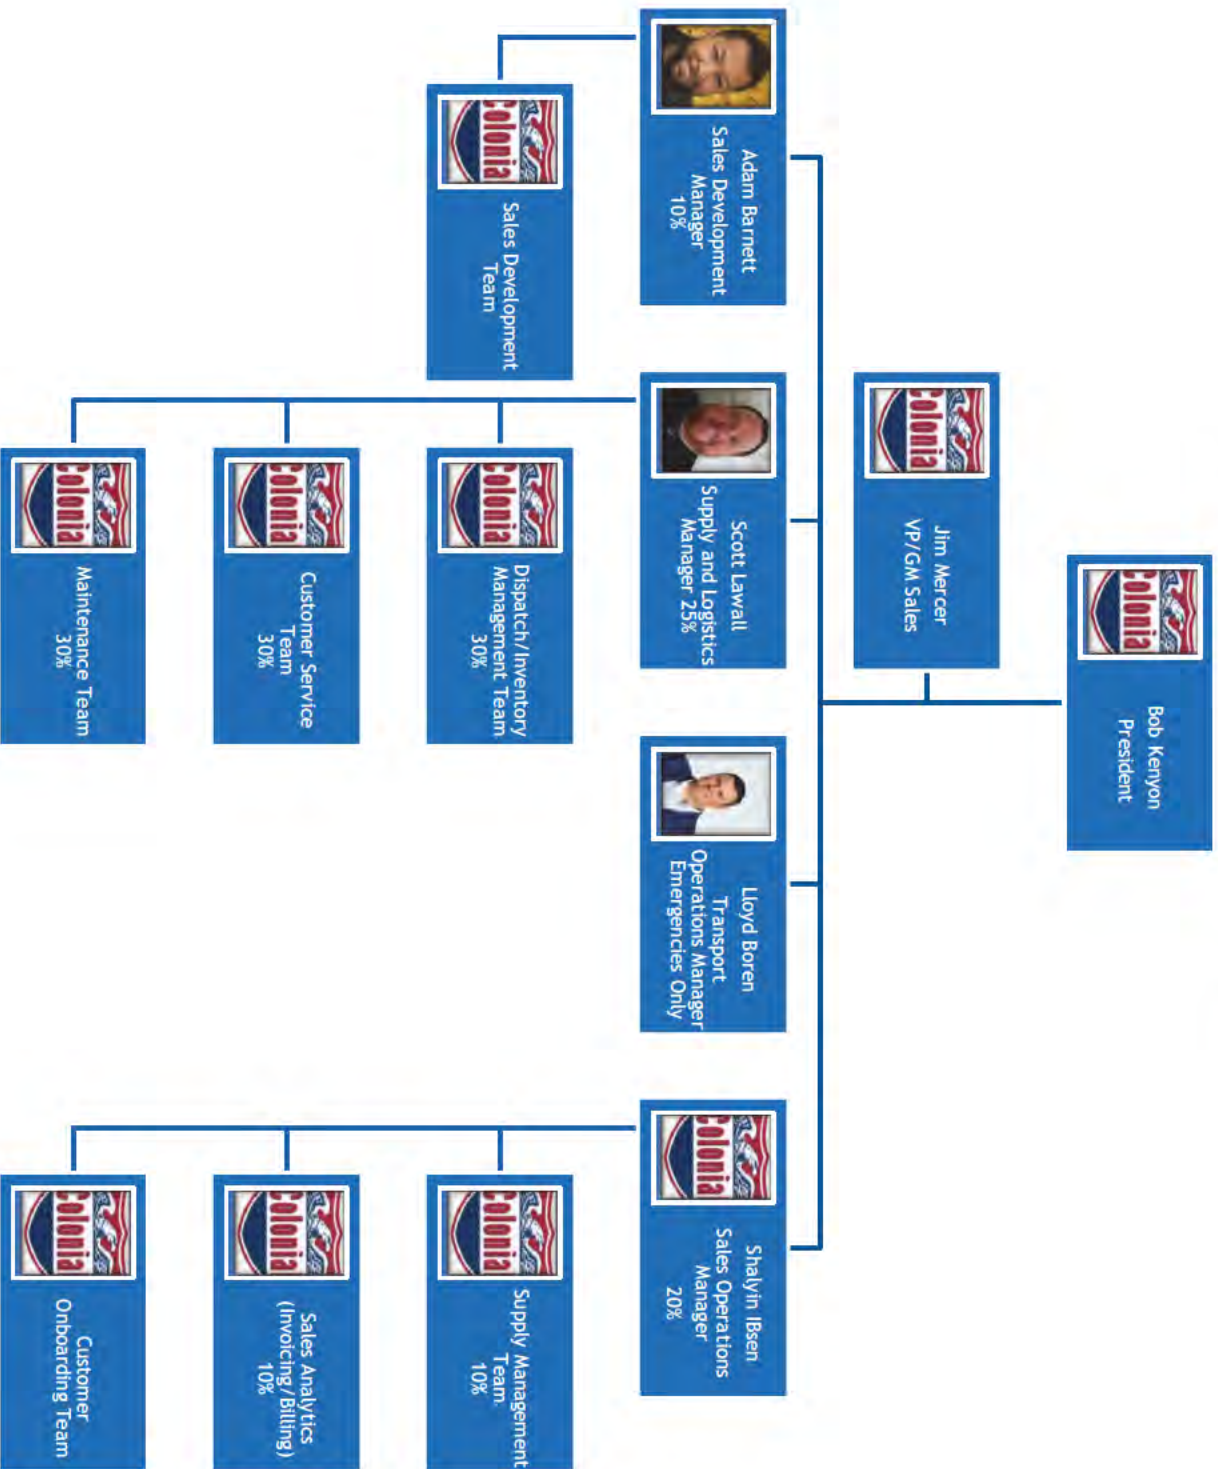 Bob Kenyon
President
Colonia
Jim Mercer
VP/GM Sales
Colonia
Adam Barnett
Sales Development
Manager
10%
Scott Lawall
Supply and Logistics
Manager 25%
Lloyd Boren
Transport
Operations Manager
Emergencies Only
Shalyin IBsen
Sales Operations
Manager
20%
Colonia
Sales Development
Team
Colonia
Dispatch/Inventory
Management Team
30%
Colonia
Customer Service
Team
30%
Colonia
Maintenance Team
30%
Colonia
Supply Management
Team
10%
Colonia
Sales Analytics
(Invoicing/Billing)
10%
Colonia
Customer
Onboarding Team
Colonia